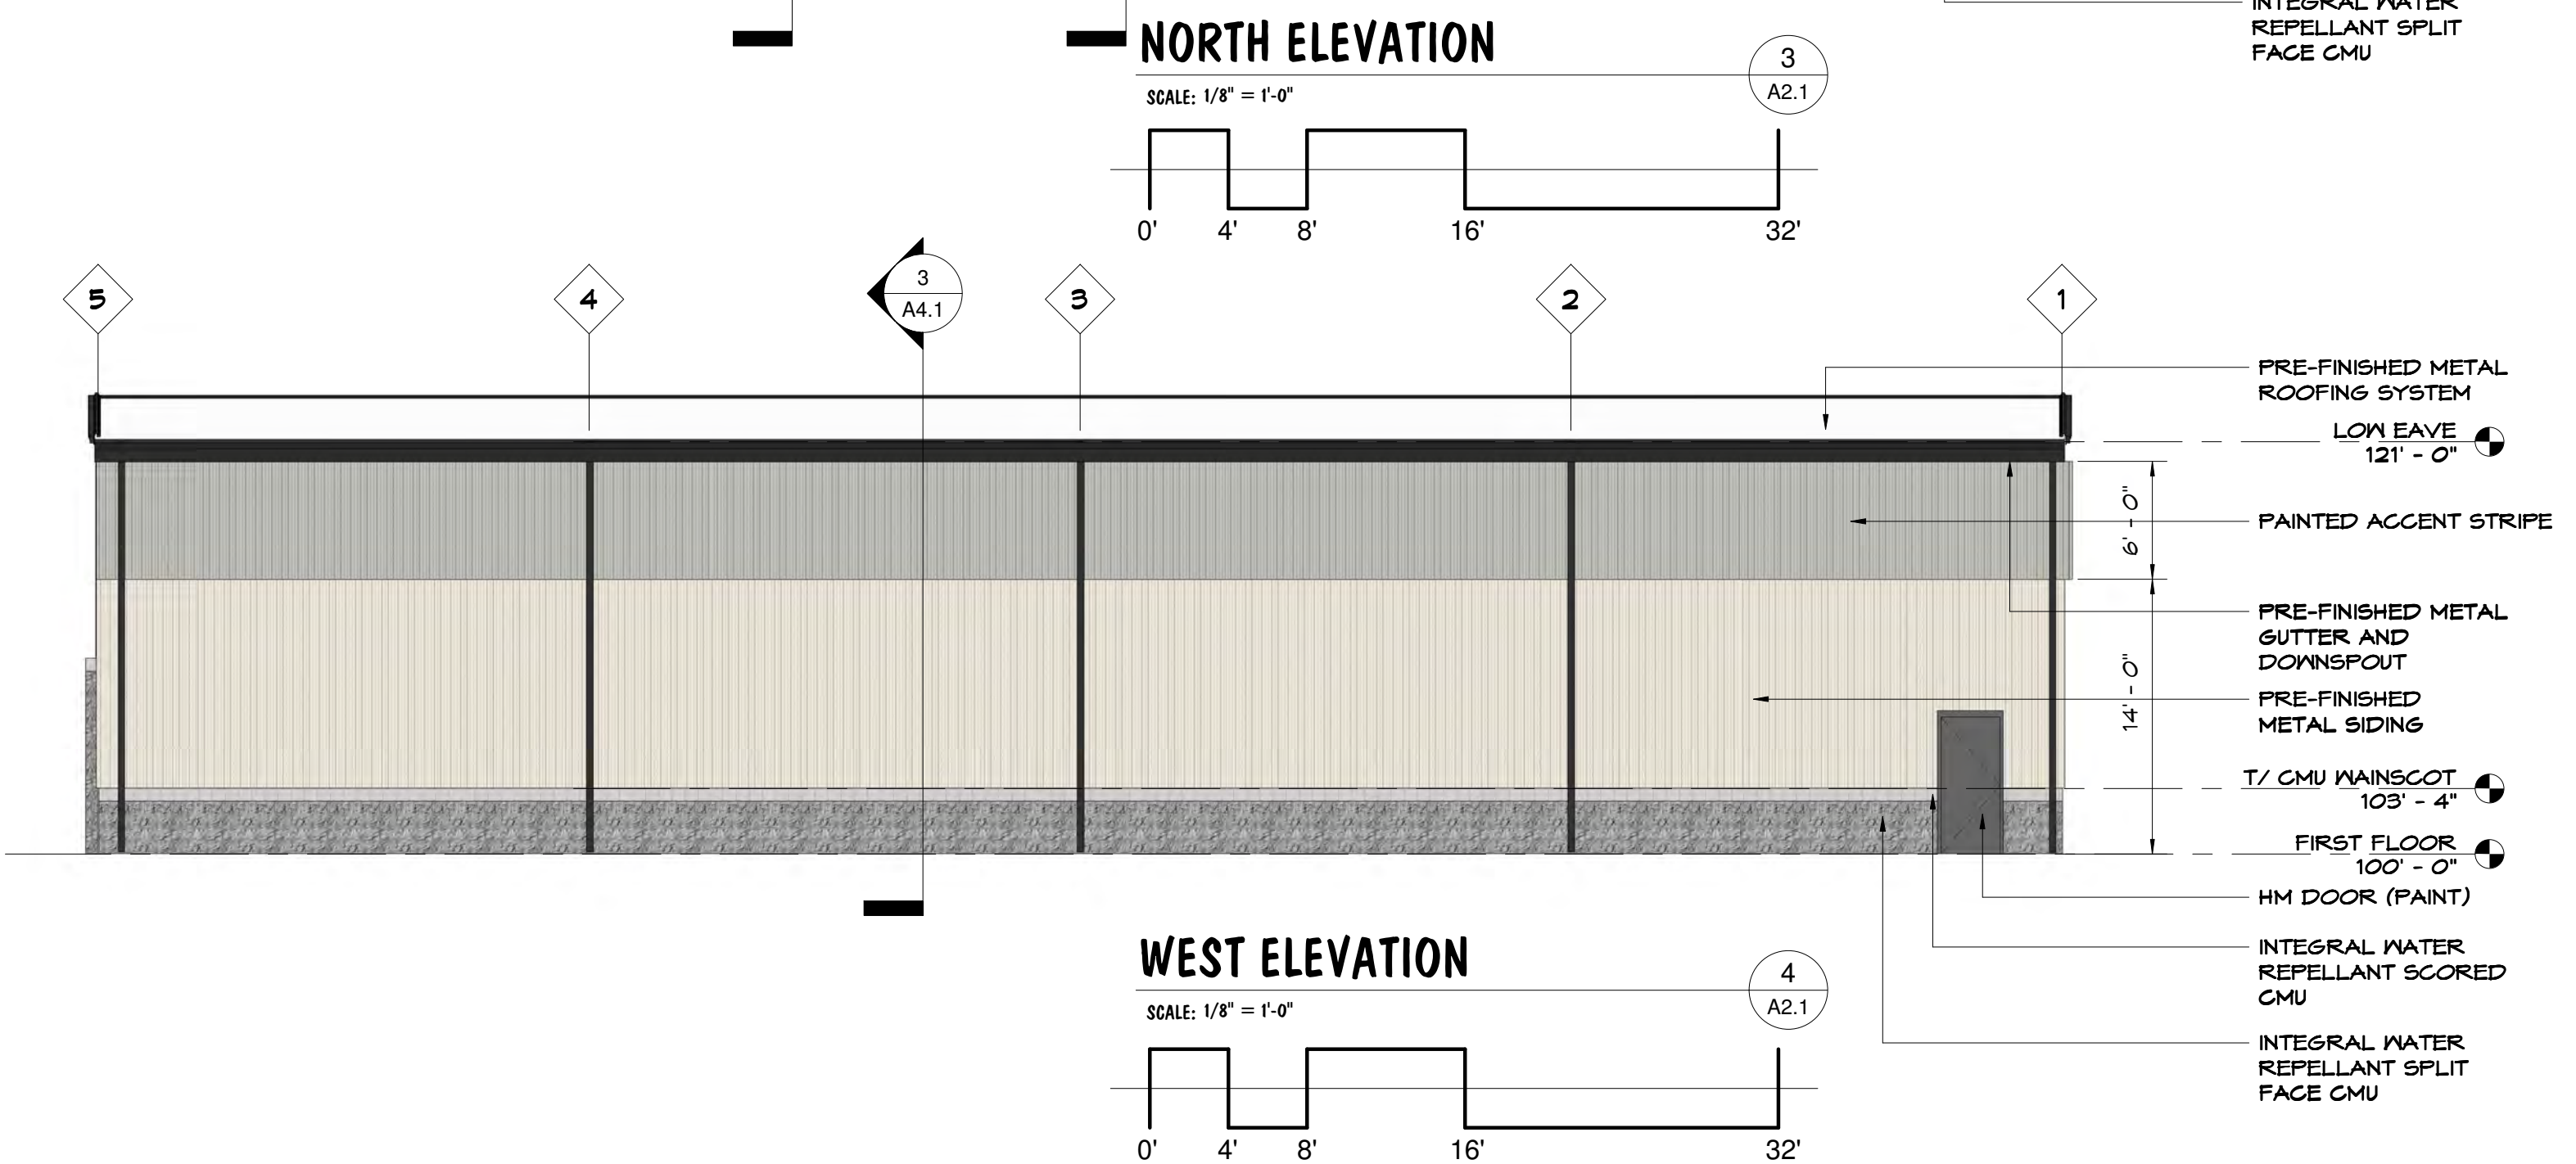 INTEGRAL WATER
REPELLANT SPLIT
FACE CMU
NORTH ELEVATION
3
A2.1
SCALE: 1/8" = 1'-0"
0' 4' 8' 16' 32'
5 4 3 2 1
3
A4.1
PRE-FINISHED METAL
ROOFING SYSTEM
LOW EAVE
121' - 0"
6' - 0"
PAINTED ACCENT STRIPE
PRE-FINISHED METAL
GUTTER AND
DOWNSPOUT
14' - 0"
PRE-FINISHED
METAL SIDING
T/ CMU WAINSCOT
103' - 4"
FIRST FLOOR
100' - 0"
HM DOOR (PAINT)
INTEGRAL WATER
REPELLANT SCORED
CMU
INTEGRAL WATER
REPELLANT SPLIT
FACE CMU
WEST ELEVATION
4
A2.1
SCALE: 1/8" = 1'-0"
0' 4' 8' 16' 32'